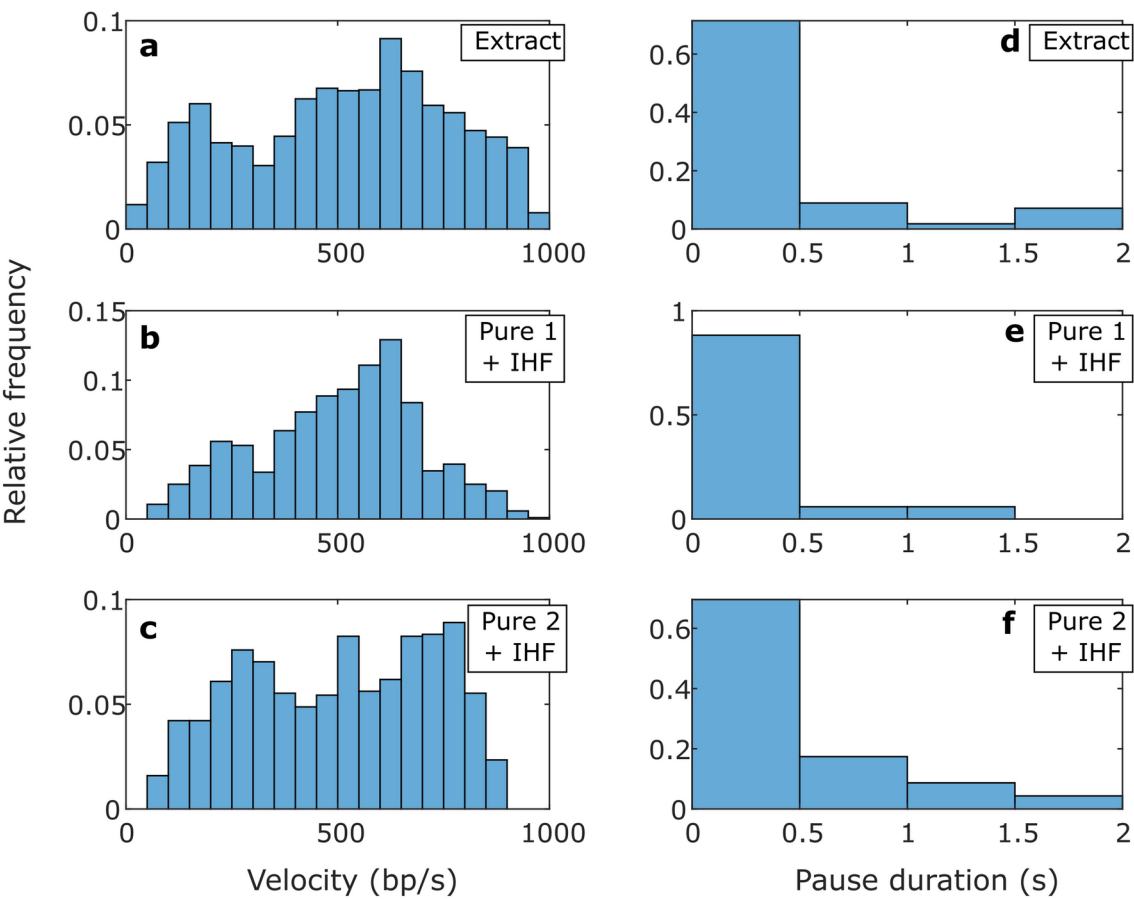 Relative frequency
a
Extract
0.1
0.05
0
0
500
1000
d
Extract
0.6
0.4
0.2
0
0
0.5
1
1.5
2
b
Pure 1
+ IHF
0.15
0.1
0.05
0
0
500
1000
e
Pure 1
+ IHF
1
0.5
0
0
0.5
1
1.5
2
c
Pure 2
+ IHF
0.1
0.05
0
0
500
1000
Velocity (bp/s)
f
Pure 2
+ IHF
0.6
0.4
0.2
0
0
0.5
1
1.5
2
Pause duration (s)